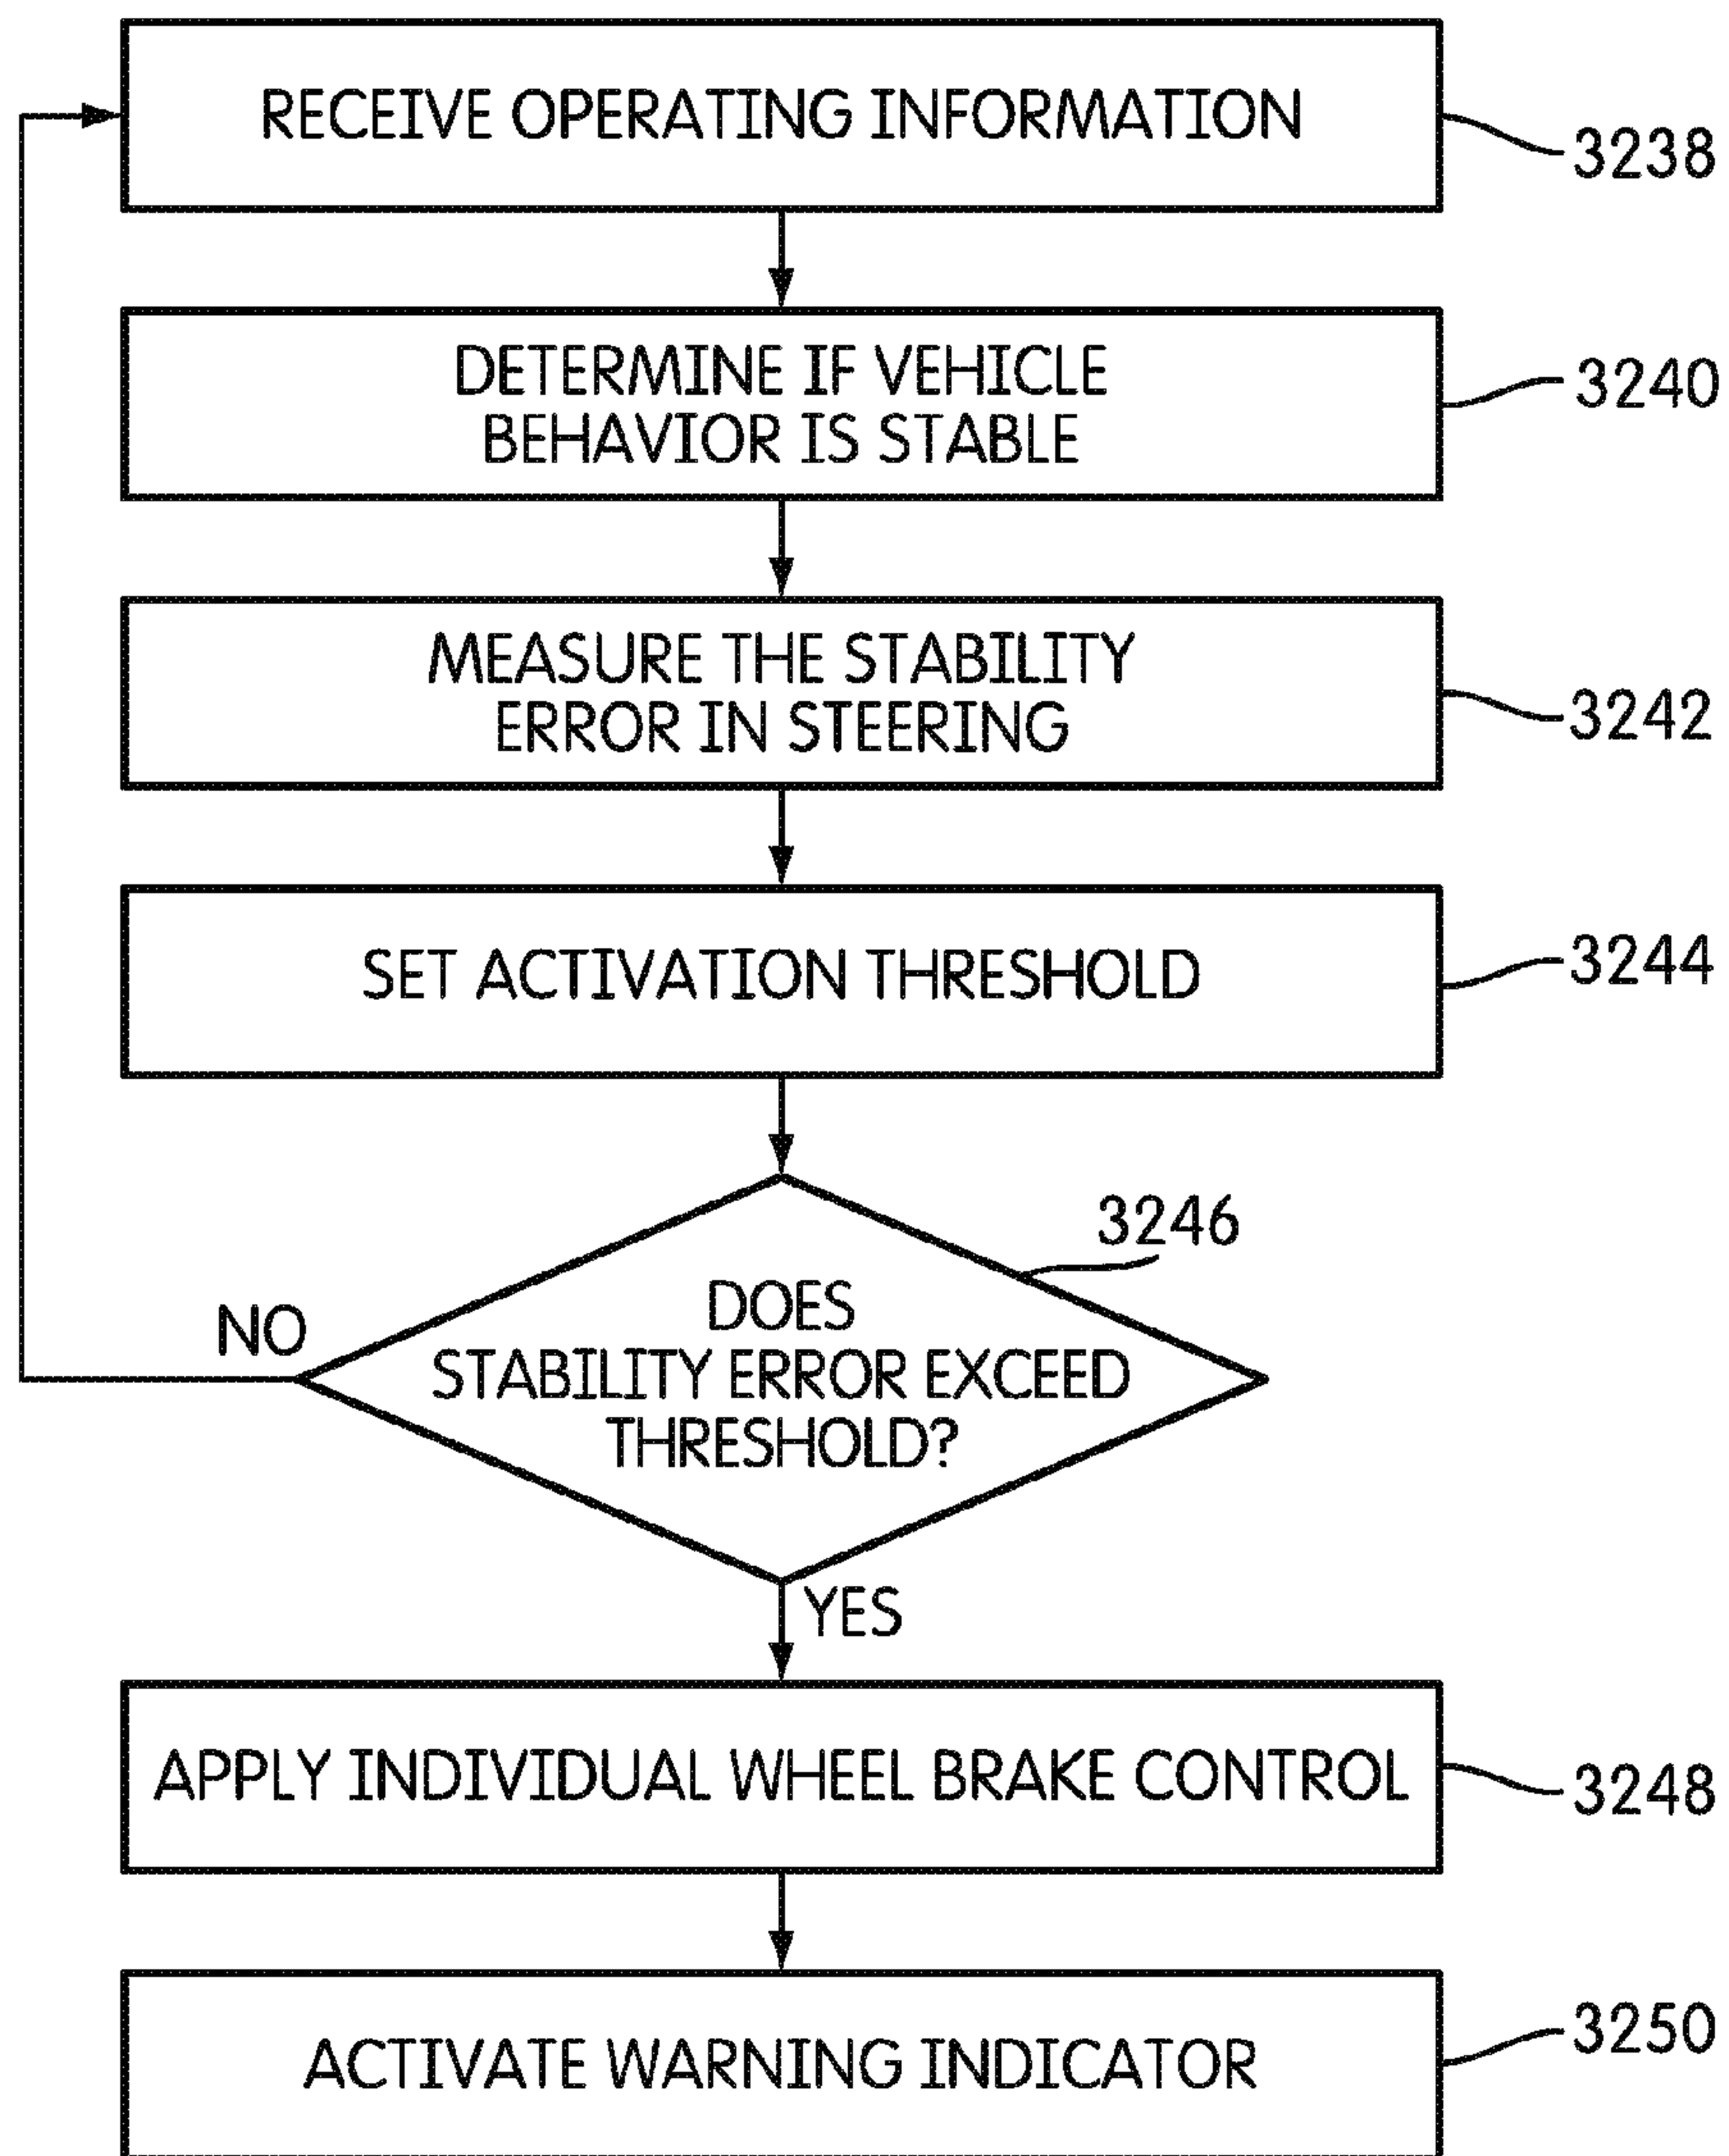 RECEIVE OPERATING INFORMATION
3238
DETERMINE IF VEHICLE
BEHAVIOR IS STABLE
3240
MEASURE THE STABILITY
ERROR IN STEERING
3242
SET ACTIVATION THRESHOLD
3244
3246
DOES
STABILITY ERROR EXCEED
THRESHOLD?
NO
YES
APPLY INDIVIDUAL WHEEL BRAKE CONTROL
3248
ACTIVATE WARNING INDICATOR
3250